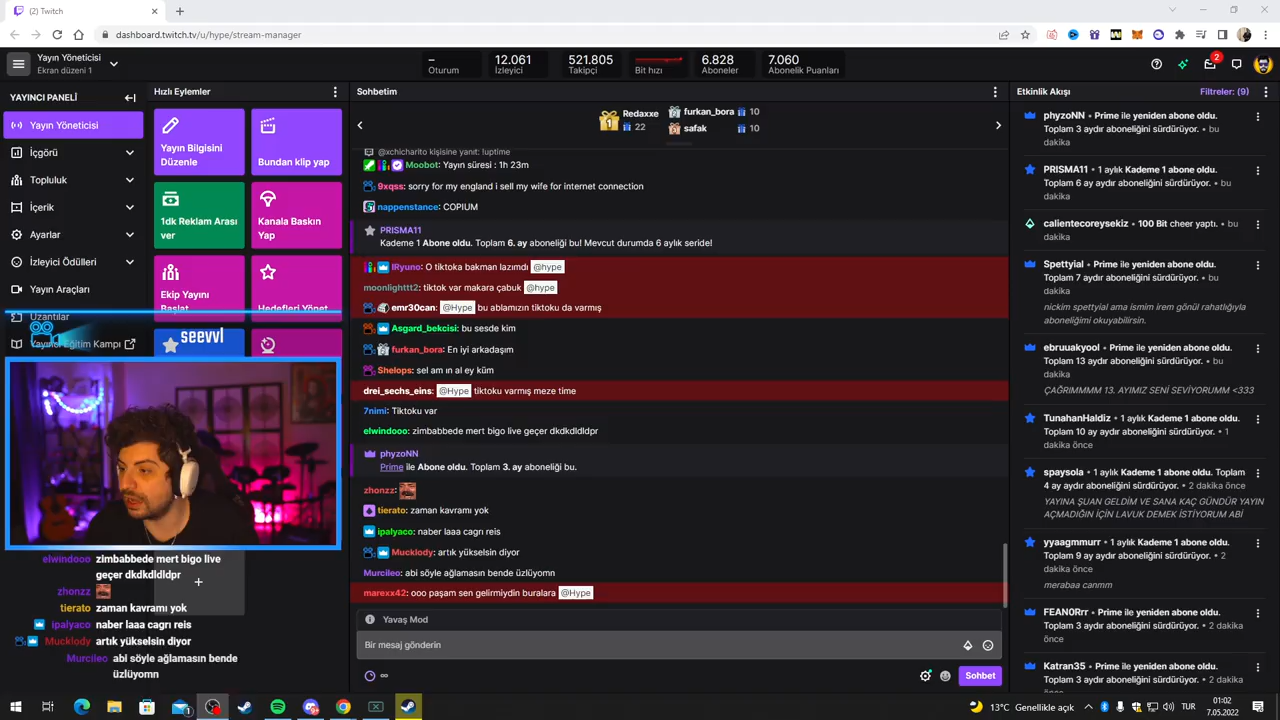 (2) Twitch
dashboard.twitch.tv/u/hype/stream-manager
Yayın Yöneticisi
Ekran düzeni 1
–
Oturum
12.061
İzleyici
521.805
Takipçi
Bit hızı
6.828
Aboneler
7.060
Abonelik Puanları
2
YAYINCI PANELİ
Yayın Yöneticisi
İçgörü
Topluluk
İçerik
Ayarlar
İzleyici Ödülleri
Yayın Araçları
Uzantılar
Yayıncı Eğitim Kampı
Hızlı Eylemler
Yayın Bilgisini Düzenle
Bundan klip yap
1dk Reklam Arası ver
Kanala Baskın Yap
Ekip Yayını Başlat
Hedefleri Yönet
seevvl
elwindooo zimbabbede mert bigo live
geçer dkdkdldldpr
zhonzz
tierato zaman kavramı yok
ipalyaco naber laaa cagrı reis
Mucklody artık yükselsin diyor
Murcileo abi söyle ağlamasın bende
üzlüyomn
Sohbetim
1
Redaxxe
22
furkan_bora 10
safak 10
@xchicharito kişisine yanıt: !uptime
Moobot: Yayın süresi : 1h 23m
9xqss: sorry for my england i sell my wife for internet connection
nappenstance: COPIUM
PRISMA11
Kademe 1 Abone oldu. Toplam 6. ay aboneliği bu! Mevcut durumda 6 aylık seride!
IRyuno: O tiktoka bakman lazımdı @hype
moonlighttt2: tiktok var makara çabuk @hype
emr30can: @Hype bu ablamızın tiktoku da varmış
Asgard_bekcisi: bu sesde kim
furkan_bora: En iyi arkadaşım
Shelops: sel am ın al ey küm
drei_sechs_eins: @Hype tiktoku varmış meze time
7nimi: Tiktoku var
elwindooo: zimbabbede mert bigo live geçer dkdkdldldpr
phyzoNN
Prime ile Abone oldu. Toplam 3. ay aboneliği bu.
zhonzz:
tierato: zaman kavramı yok
ipalyaco: naber laaa cagrı reis
Mucklody: artık yükselsin diyor
Murcileo: abi söyle ağlamasın bende üzlüyomn
marexx42: ooo paşam sen gelirmiydin buralara @Hype
Yavaş Mod
Bir mesaj gönderin
∞
Sohbet
Etkinlik Akışı
Filtreler: (9)
phyzoNN • Prime ile yeniden abone oldu.
Toplam 3 ay aydır aboneliğini sürdürüyor. • bu
dakika
PRISMA11 • 1 aylık Kademe 1 abone oldu.
Toplam 6 ay aydır aboneliğini sürdürüyor. • bu
dakika
calientecoreysekiz • 100 Bit cheer yaptı. • bu
dakika
Spettyial • Prime ile yeniden abone oldu.
Toplam 7 ay aydır aboneliğini sürdürüyor. • bu
dakika
nickim spettyial ama ismim irem gönül rahatlığıyla
aboneliğimi okuyabilirsin.
ebruuakyool • Prime ile yeniden abone oldu.
Toplam 13 ay aydır aboneliğini sürdürüyor. • bu
dakika
ÇAĞRIMMMM 13. AYIMIZ SENİ SEVİYORUMM <333
TunahanHaldiz • 1 aylık Kademe 1 abone oldu.
Toplam 10 ay aydır aboneliğini sürdürüyor. • 1
dakika önce
spaysola • 1 aylık Kademe 1 abone oldu. Toplam
4 ay aydır aboneliğini sürdürüyor. • 2 dakika önce
YAYINA ŞUAN GELDİM VE SANA KAÇ GÜNDÜR YAYIN
AÇMADIĞIN İÇİN LAVUK DEMEK İSTİYORUM ABİ
yyaagmmurr • 1 aylık Kademe 1 abone oldu.
Toplam 9 ay aydır aboneliğini sürdürüyor. • 2
dakika önce
merabaa canmm
FEAN0Rrr • Prime ile yeniden abone oldu.
Toplam 3 ay aydır aboneliğini sürdürüyor. • 2 dakika
önce
Katran35 • Prime ile yeniden abone oldu.
Toplam 3 ay aydır aboneliğini sürdürüyor. • 2 dakika
13°C Genellikle açık
TUR
01:02
7.05.2022